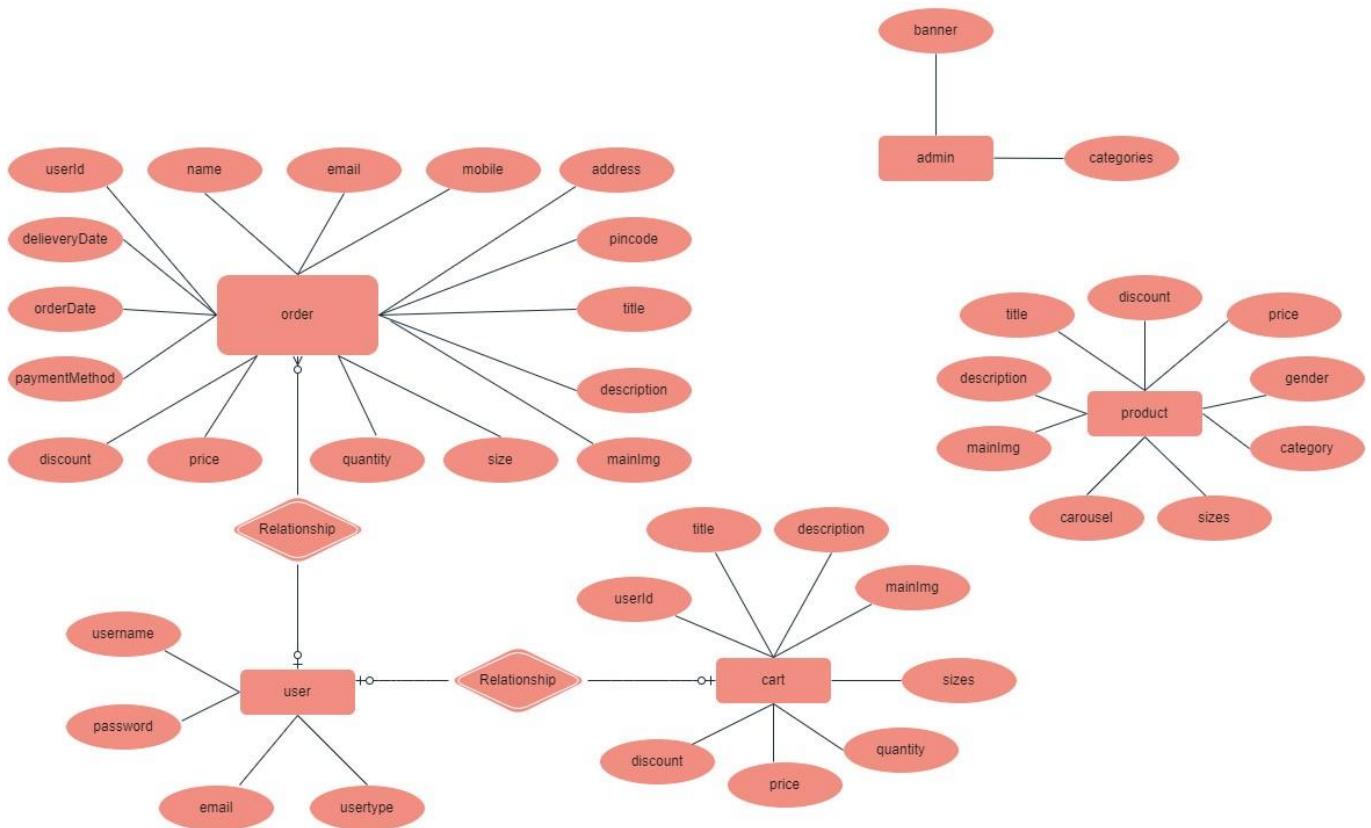 banner
admin
categories
userId
name
email
mobile
address
delieveryDate
pincode
orderDate
order
title
paymentMethod
description
discount
price
quantity
size
mainImg
Relationship
discount
title
price
description
gender
product
mainImg
category
carousel
sizes
title
description
userId
mainImg
username
user
Relationship
cart
sizes
password
discount
quantity
price
email
usertype